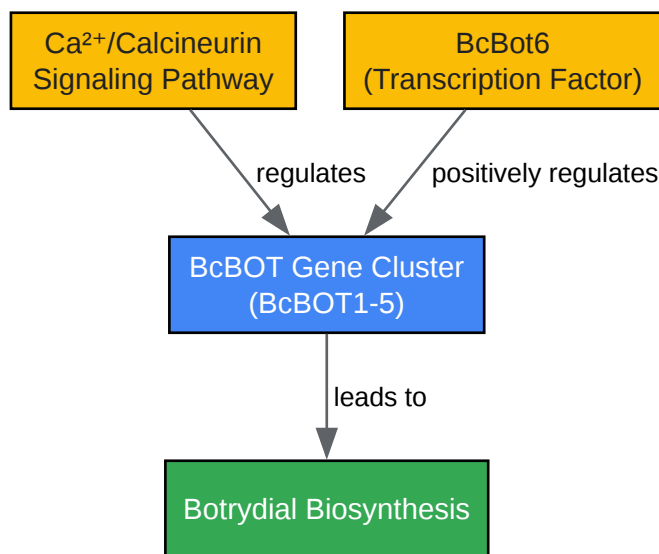 Ca²⁺/Calcineurin
Signaling Pathway
BcBot6
(Transcription Factor)
regulates
positively regulates
BcBOT Gene Cluster
(BcBOT1-5)
leads to
Botrydial Biosynthesis